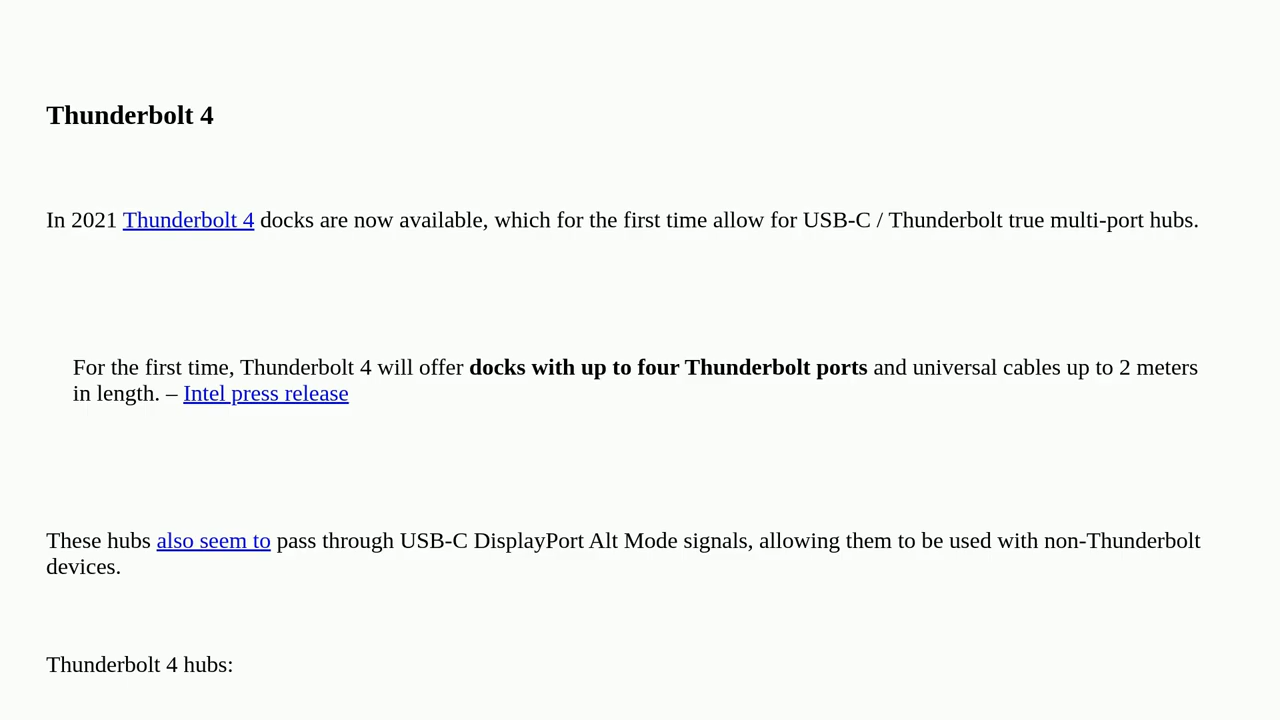 Thunderbolt 4
In 2021 Thunderbolt 4 docks are now available, which for the first time allow for USB-C / Thunderbolt true multi-port hubs.
For the first time, Thunderbolt 4 will offer docks with up to four Thunderbolt ports and universal cables up to 2 meters
in length. – Intel press release
These hubs also seem to pass through USB-C DisplayPort Alt Mode signals, allowing them to be used with non-Thunderbolt
devices.
Thunderbolt 4 hubs: